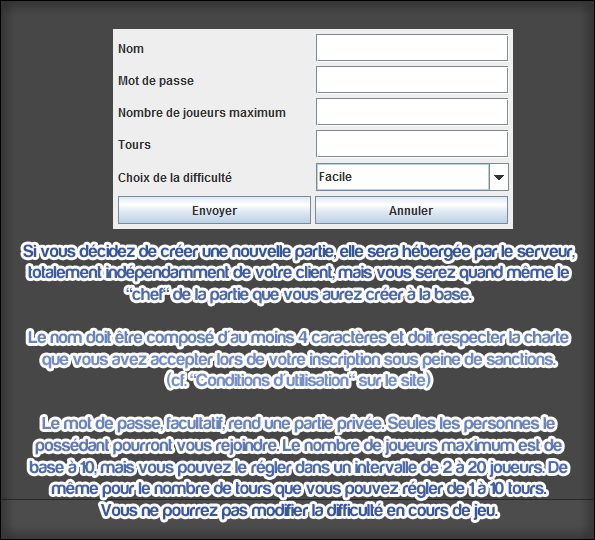 Nom
Mot de passe
Nombre de joueurs maximum
Tours
Choix de la difficulté Facile
Envoyer Annuler
Si vous décidez de créer une nouvelle partie, elle sera hébergée par le serveur,
totalement indépendamment de votre client, mais vous serez quand même le
"chef" de la partie que vous aurez créer à la base.
Le nom doit être composé d'au moins 4 caractères et doit respecter la charte
que vous avez accepter lors de votre inscription sous peine de sanctions.
(cf. "Conditions d'utilisation" sur le site)
Le mot de passe, facultatif, rend une partie privée. Seules les personnes le
possédant pourront vous rejoindre. Le nombre de joueurs maximum est de
base à 10, mais vous pouvez le régler dans un intervalle de 2 à 20 joueurs. De
même pour le nombre de tours que vous pouvez régler de 1 à 10 tours.
Vous ne pourrez pas modifier la difficulté en cours de jeu.